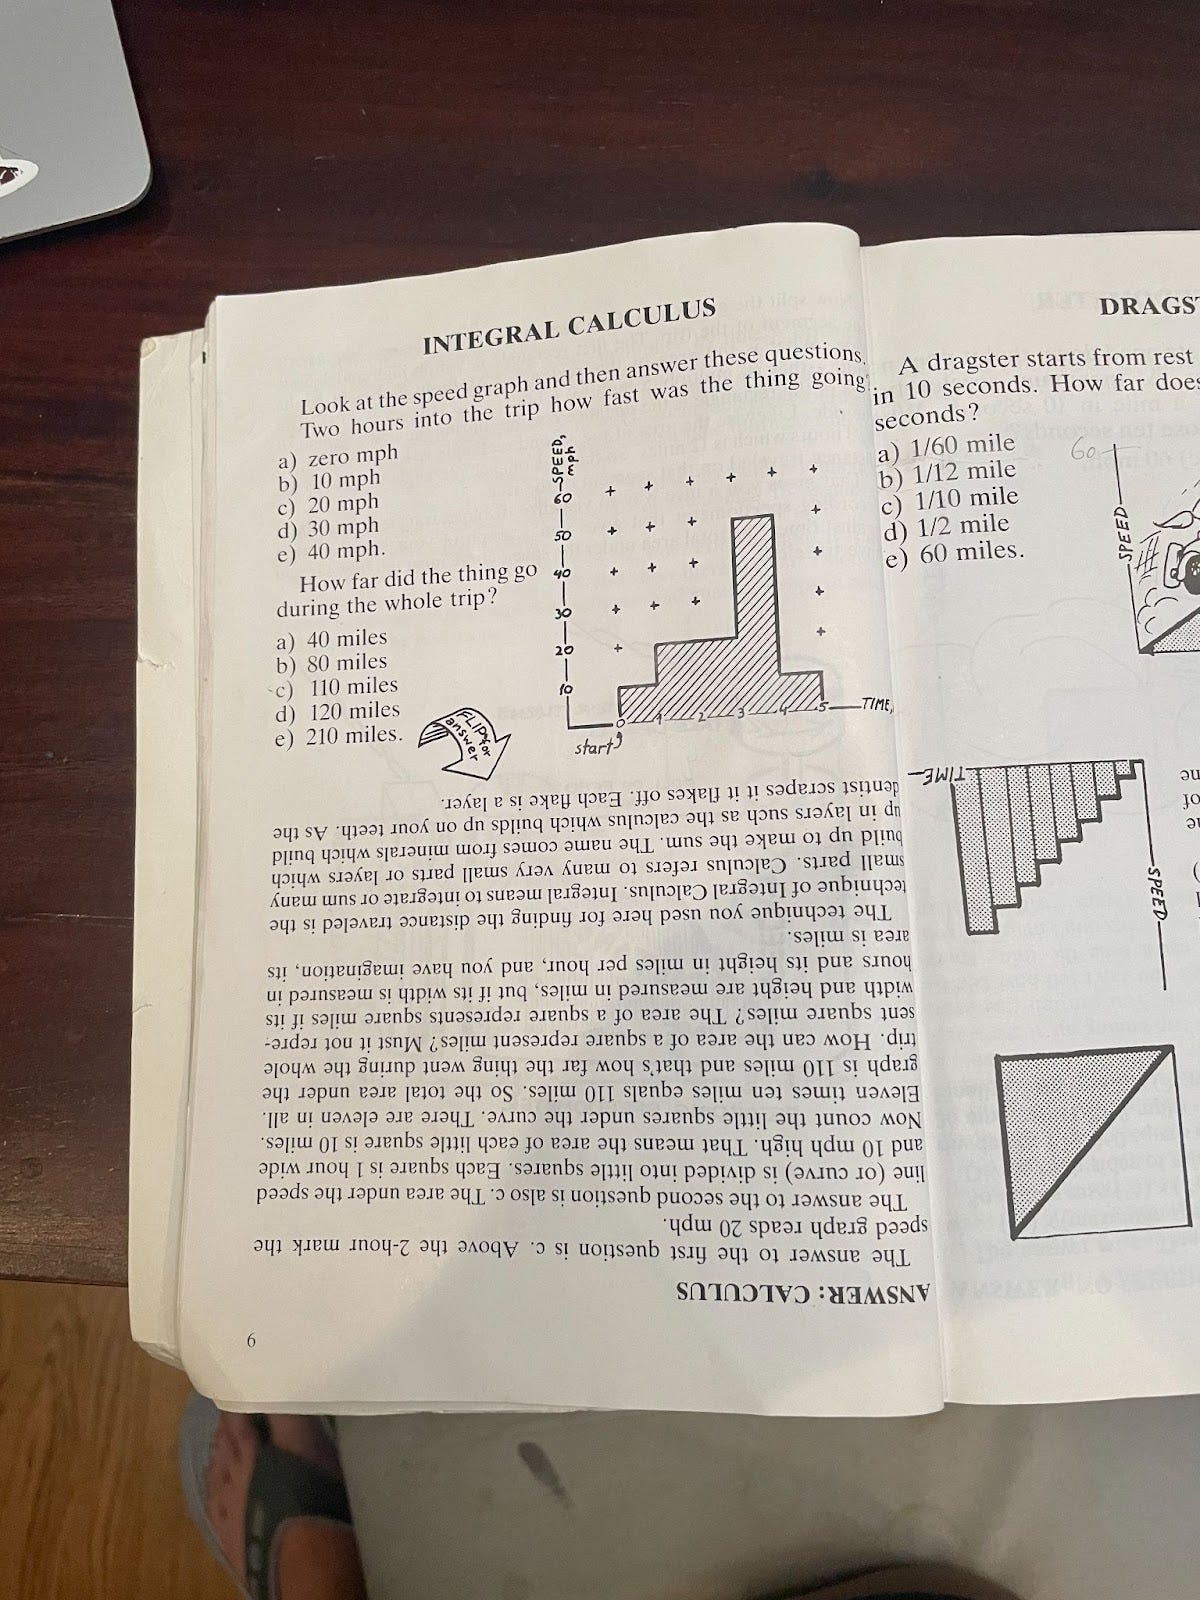 INTEGRAL CALCULUS
Look at the speed graph and then answer these questions.
Two hours into the trip how fast was the thing going
a) zero mph
b) 10 mph
c) 20 mph
d) 30 mph
e) 40 mph.
How far did the thing go
during the whole trip?
a) 40 miles
b) 80 miles
c) 110 miles
d) 120 miles
e) 210 miles.
FLIP for
answer
SPEED,
mph
60
50
40
30
20
10
0 1 2 3 4 5 TIME,
start
ANSWER: CALCULUS
The answer to the first question is c. Above the 2-hour mark the
speed graph reads 20 mph.
The answer to the second question is also c. The area under the speed
line (or curve) is divided into little squares. Each square is 1 hour wide
and 10 mph high. That means the area of each little square is 10 miles.
Now count the little squares under the curve. There are eleven in all.
Eleven times ten miles equals 110 miles. So the total area under the
graph is 110 miles and that's how far the thing went during the whole
trip. How can the area of a square represent miles? Must it not repre-
sent square miles? The area of a square represents square miles if its
width and height are measured in miles, but if its width is measured in
hours and its height in miles per hour, and you have imagination, its
area is miles.
The technique you used here for finding the distance traveled is the
technique of Integral Calculus. Integral means to integrate or sum many
small parts. Calculus refers to many very small parts or layers which
build up to make the sum. The name comes from minerals which build
up in layers such as the calculus which builds up on your teeth. As the
dentist scrapes it it flakes off. Each flake is a layer.
9
DRAGS
A dragster starts from rest
in 10 seconds. How far does
seconds?
a) 1/60 mile
b) 1/12 mile
c) 1/10 mile
d) 1/2 mile
e) 60 miles.
60
SPEED
TIME
SPEED